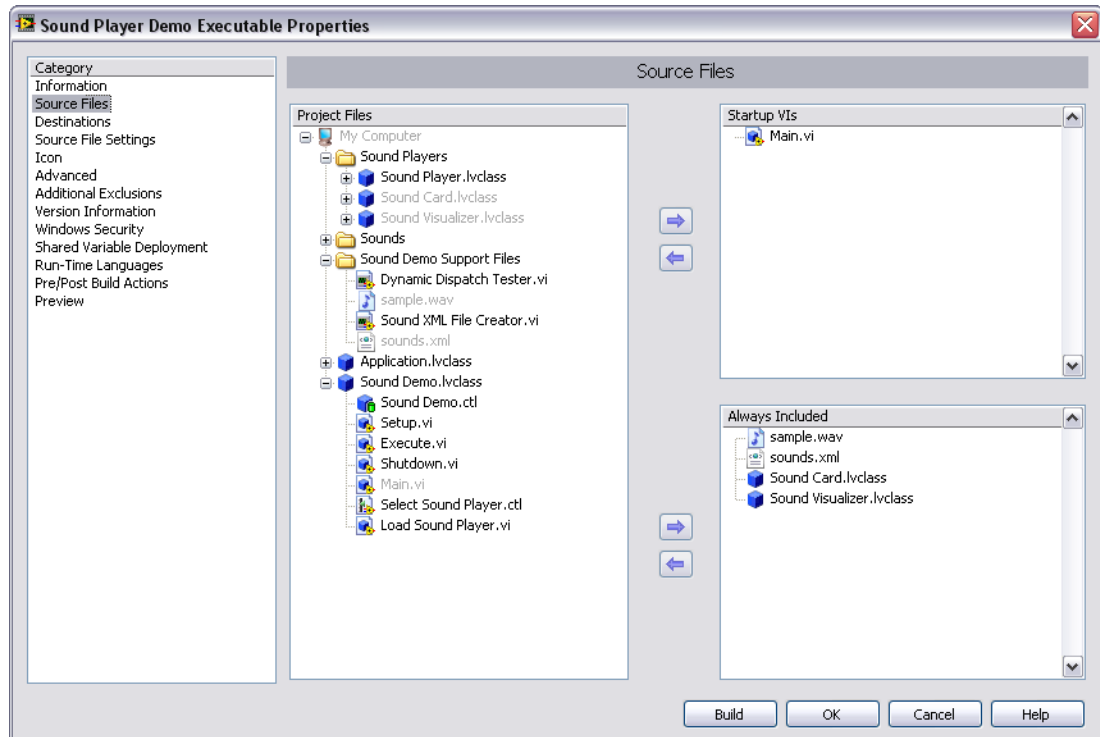 Sound Player Demo Executable Properties
Category
Information
Source Files
Destinations
Source File Settings
Icon
Advanced
Additional Exclusions
Version Information
Windows Security
Shared Variable Deployment
Run-Time Languages
Pre/Post Build Actions
Preview
Source Files
Project Files
My Computer
Sound Players
Sound Player.lvclass
Sound Card.lvclass
Sound Visualizer.lvclass
Sounds
Sound Demo Support Files
Dynamic Dispatch Tester.vi
sample.wav
Sound XML File Creator.vi
sounds.xml
Application.lvclass
Sound Demo.lvclass
Sound Demo.ctl
Setup.vi
Execute.vi
Shutdown.vi
Main.vi
Select Sound Player.ctl
Load Sound Player.vi
Startup VIs
Main.vi
Always Included
sample.wav
sounds.xml
Sound Card.lvclass
Sound Visualizer.lvclass
Build
OK
Cancel
Help